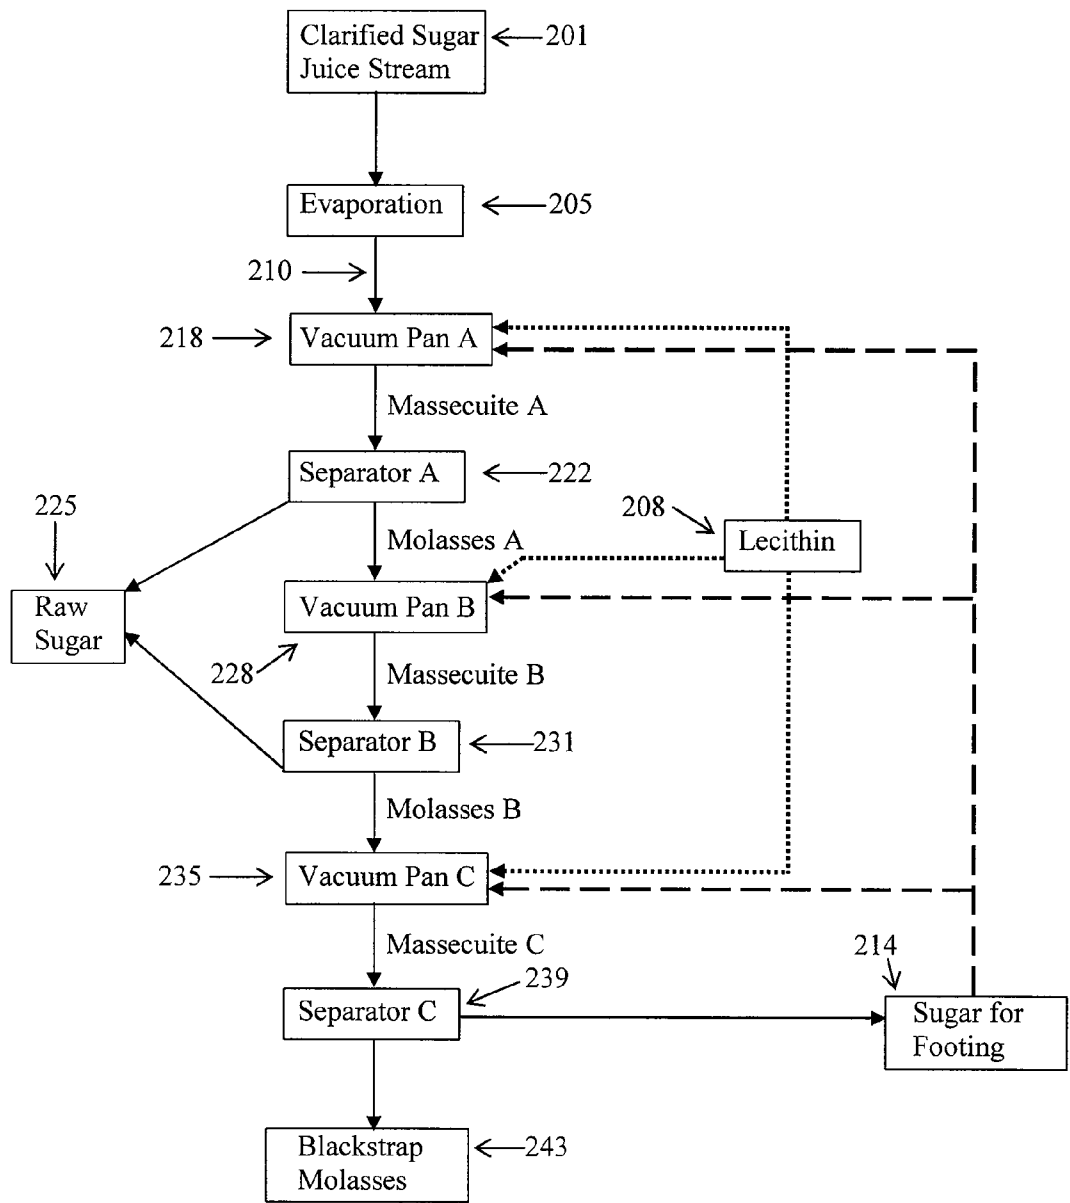 Clarified Sugar
Juice Stream
201
Evaporation
205
210
218
Vacuum Pan A
Massecuite A
Separator A
222
225
208
Molasses A
Lecithin
Raw
Sugar
Vacuum Pan B
228
Massecuite B
Separator B
231
Molasses B
235
Vacuum Pan C
Massecuite C
214
239
Separator C
Sugar for
Footing
Blackstrap
Molasses
243